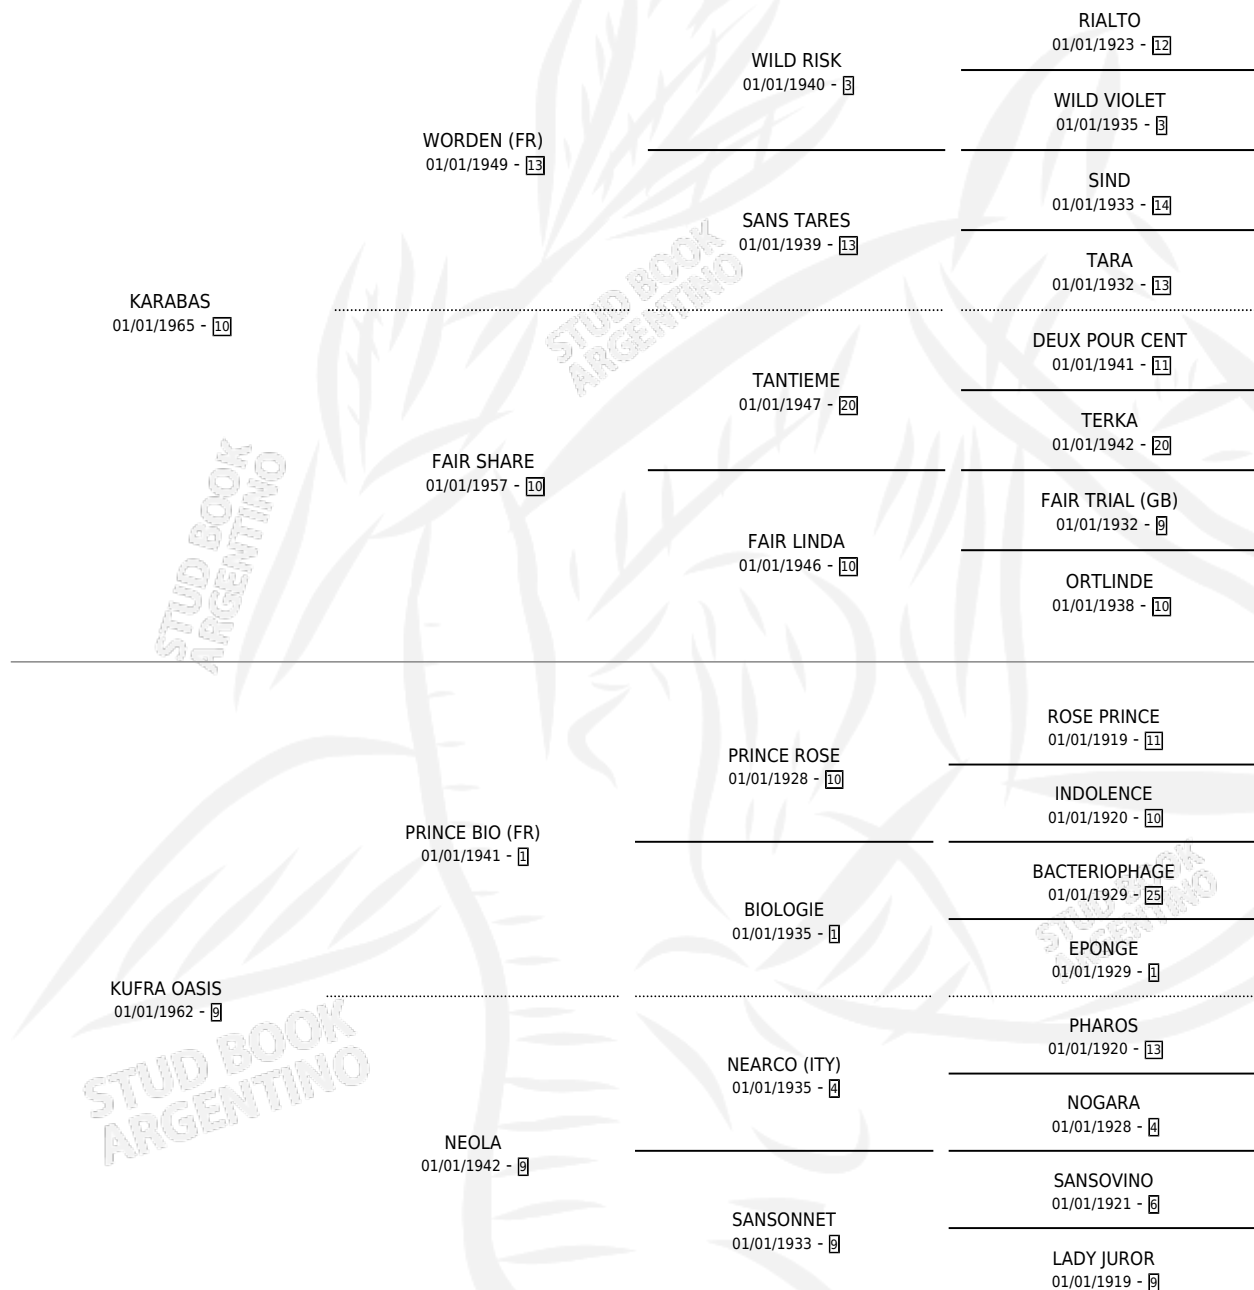 RIALTO
01/01/1923 - 12
WILD RISK
01/01/1940 - 3
WILD VIOLET
01/01/1935 - 3
WORDEN (FR)
01/01/1949 - 13
SIND
01/01/1933 - 14
SANS TARES
01/01/1939 - 13
TARA
01/01/1932 - 13
KARABAS
01/01/1965 - 10
DEUX POUR CENT
01/01/1941 - 11
TANTIEME
01/01/1947 - 20
TERKA
01/01/1942 - 20
FAIR SHARE
01/01/1957 - 10
FAIR TRIAL (GB)
01/01/1932 - 9
FAIR LINDA
01/01/1946 - 10
ORTLINDE
01/01/1938 - 10
ROSE PRINCE
01/01/1919 - 11
PRINCE ROSE
01/01/1928 - 10
INDOLENCE
01/01/1920 - 10
PRINCE BIO (FR)
01/01/1941 - 1
BACTERIOPHAGE
01/01/1929 - 25
BIOLOGIE
01/01/1935 - 1
EPONGE
01/01/1929 - 1
KUFRA OASIS
01/01/1962 - 9
PHAROS
01/01/1920 - 13
NEARCO (ITY)
01/01/1935 - 4
NOGARA
01/01/1928 - 4
NEOLA
01/01/1942 - 9
SANSOVINO
01/01/1921 - 6
SANSONNET
01/01/1933 - 9
LADY JUROR
01/01/1919 - 9
STUD BOOK
ARGENTINO
STUD BOOK
ARGENTINO
STUD BOOK
ARGENTINO
STUD BOOK
ARGENTINO